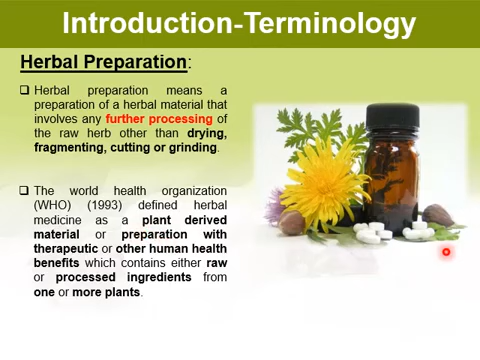 Introduction-Terminology
Herbal Preparation:
❑ Herbal preparation means a
preparation of a herbal material that
involves any further processing of
the raw herb other than drying,
fragmenting, cutting or grinding.
❑ The world health organization
(WHO) (1993) defined herbal
medicine as a plant derived
material or preparation with
therapeutic or other human health
benefits which contains either raw
or processed ingredients from
one or more plants.